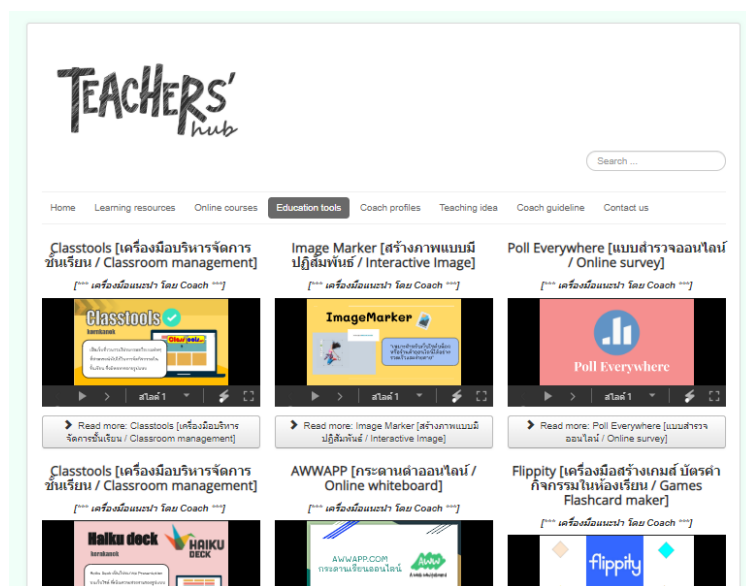 TEACHERS'
hub
Search ...
Home Learning resources Online courses Education tools Coach profiles Teaching idea Coach guideline Contact us
Classtools [เครื่องมือบริหารจัดการ
ชั้นเรียน / Classroom management]
[*** เครื่องมือแนะนำ โดย Coach ***]
Classtools
kornkanok
Classtools...
สไลด์ 1
Read more: Classtools [เครื่องมือบริหาร
จัดการชั้นเรียน / Classroom management]
Image Marker [สร้างภาพแบบมี
ปฏิสัมพันธ์ / Interactive Image]
[*** เครื่องมือแนะนำ โดย Coach ***]
ImageMarker
สไลด์ 1
Read more: Image Marker [สร้างภาพแบบมี
ปฏิสัมพันธ์ / Interactive Image]
Poll Everywhere [แบบสำรวจออนไลน์
/ Online survey]
[*** เครื่องมือแนะนำ โดย Coach ***]
Poll Everywhere
สไลด์ 1
Read more: Poll Everywhere [แบบสำรวจ
ออนไลน์ / Online survey]
Classtools [เครื่องมือบริหารจัดการ
ชั้นเรียน / Classroom management]
[*** เครื่องมือแนะนำ โดย Coach ***]
Haiku deck
kornkanok
HAIKU
DECK
AWWAPP [กระดานดำออนไลน์ /
Online whiteboard]
[*** เครื่องมือแนะนำ โดย Coach ***]
AWWAPP.COM
กระดานเรียนออนไลน์
Flippity [เครื่องมือสร้างเกมส์ บัตรคำ
กิจกรรมในห้องเรียน / Games
Flashcard maker]
[*** เครื่องมือแนะนำ โดย Coach ***]
flippity